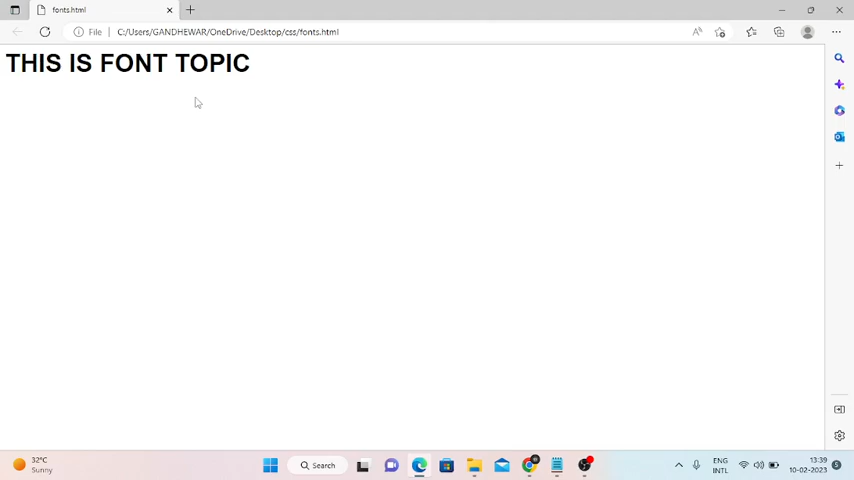 fonts.html
File
C:/Users/GANDHEWAR/OneDrive/Desktop/css/fonts.html
THIS IS FONT TOPIC
32°C
Sunny
Search
ENG
INTL
13:39
10-02-2023
5